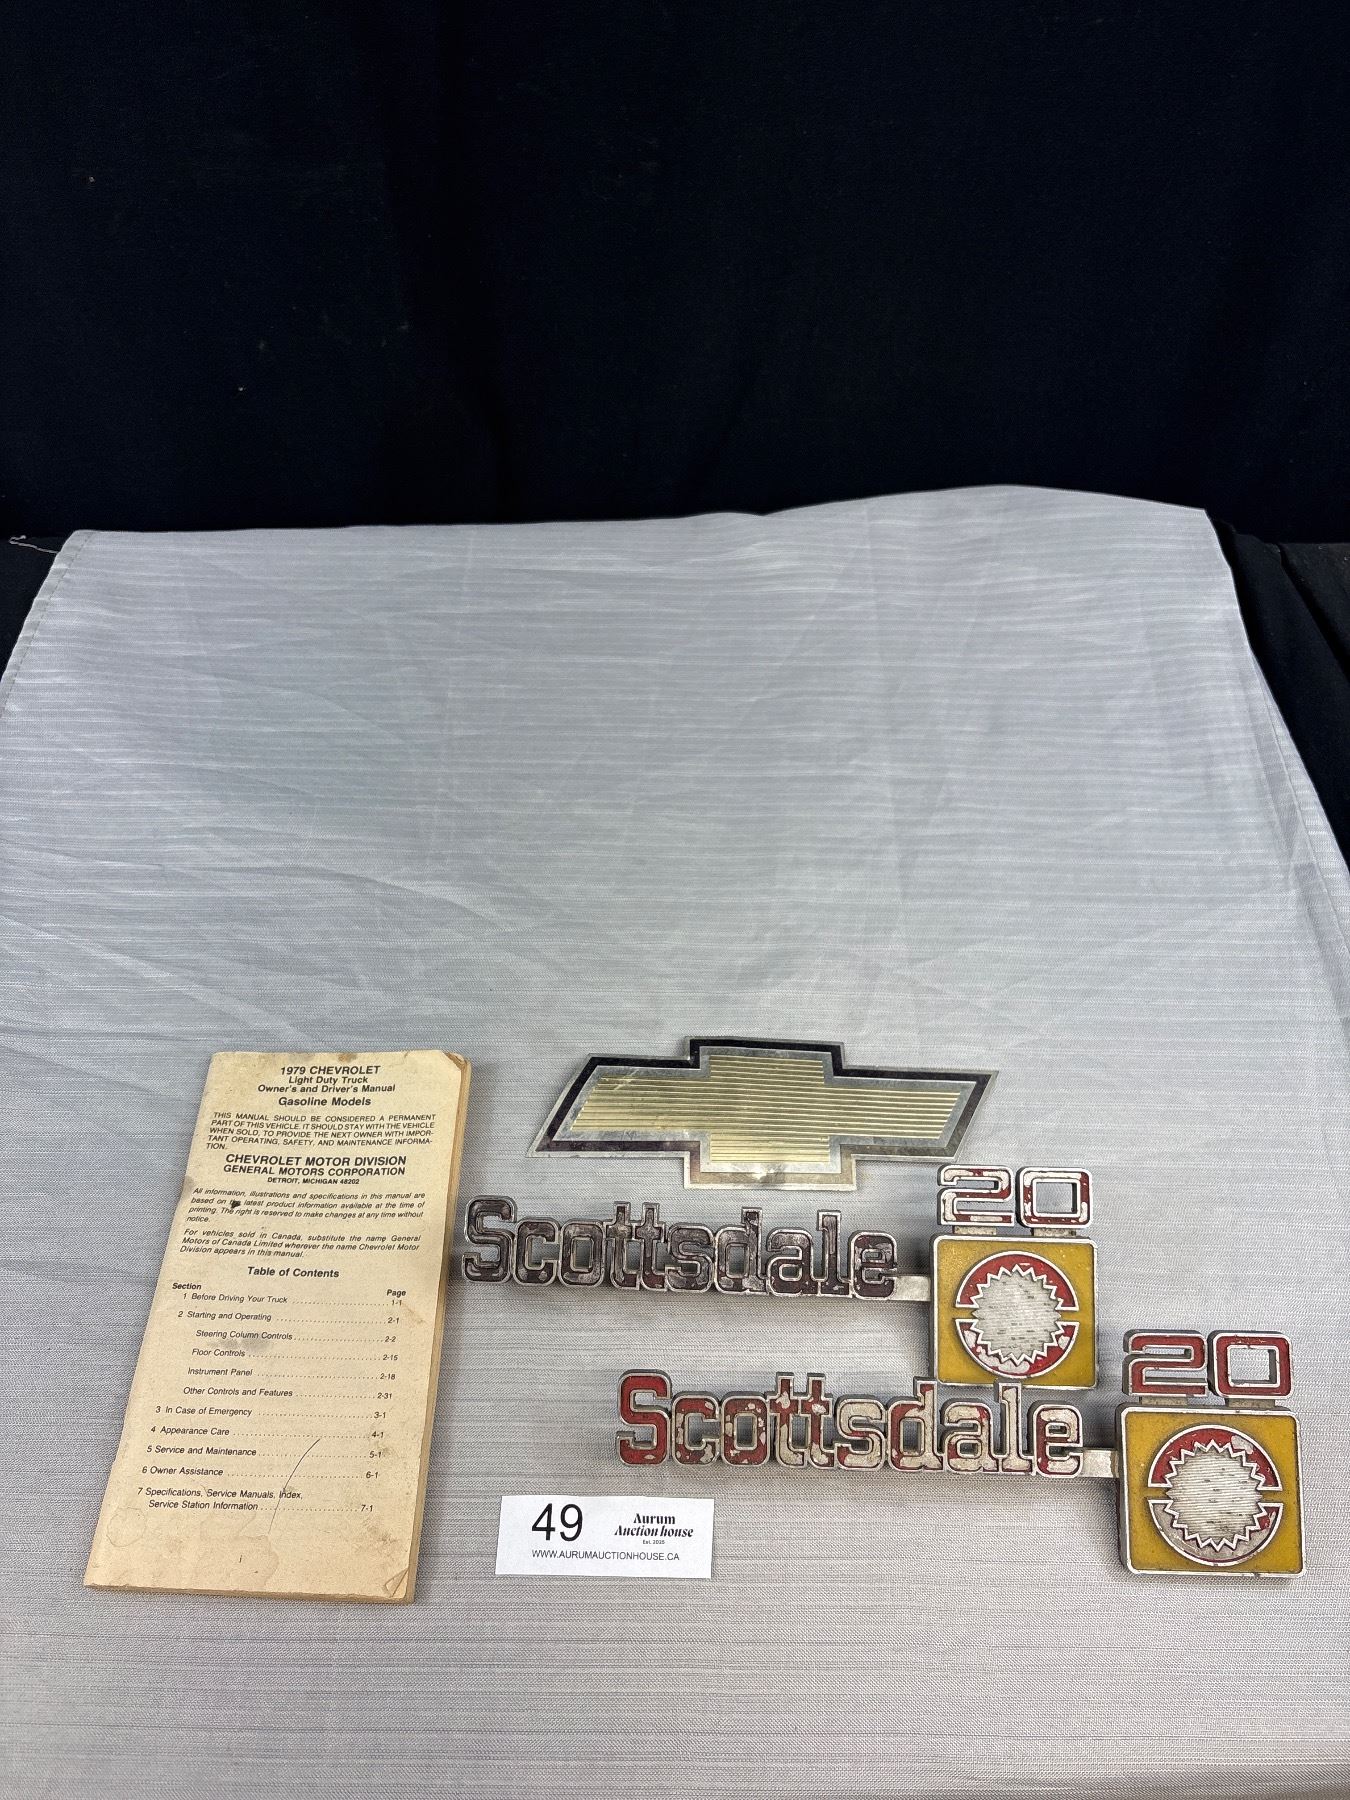 1979 CHEVROLET
Light Duty Truck
Owner's and Driver's Manual
Gasoline Models
THIS MANUAL SHOULD BE CONSIDERED A PERMANENT
PART OF THIS VEHICLE. IT SHOULD STAY WITH THE VEHICLE
WHEN SOLD, TO PROVIDE THE NEXT OWNER WITH IMPOR-
TANT OPERATING, SAFETY, AND MAINTENANCE INFORMA-
TION.
CHEVROLET MOTOR DIVISION
GENERAL MOTORS CORPORATION
DETROIT, MICHIGAN 48202
All information, illustrations and specifications in this manual are
based on the latest product information available at the time of
printing. The right is reserved to make changes at any time without
notice.
For vehicles sold in Canada, substitute the name General
Motors of Canada Limited wherever the name Chevrolet Motor
Division appears in this manual.
Table of Contents
Section Page
1 Before Driving Your Truck 1-1
2 Starting and Operating 2-1
Steering Column Controls 2-2
Floor Controls 2-15
Instrument Panel 2-18
Other Controls and Features 2-31
3 In Case of Emergency 3-1
4 Appearance Care 4-1
5 Service and Maintenance 5-1
6 Owner Assistance 6-1
7 Specifications, Service Manuals, Index,
Service Station Information 7-1
i
20
Scottsdale
20
Scottsdale
49
Aurum
Auction house
Est. 2025
WWW.AURUMAUCTIONHOUSE.CA